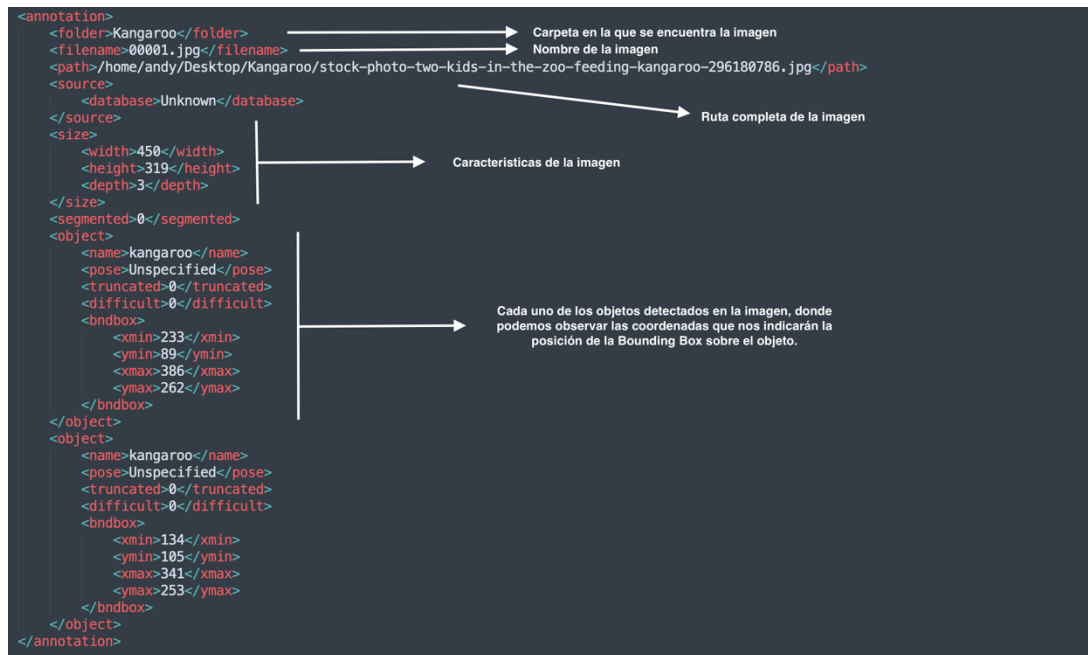 <annotation>
<folder>Kangaroo</folder> Carpeta en la que se encuentra la imagen
<filename>00001.jpg</filename> Nombre de la imagen
<path>/home/andy/Desktop/Kangaroo/stock-photo-two-kids-in-the-zoo-feeding-kangaroo-296180786.jpg</path>
<source>
<database>Unknown</database>
</source> Ruta completa de la imagen
<size>
<width>450</width>
<height>319</height> Caracteristicas de la imagen
<depth>3</depth>
</size>
<segmented>0</segmented>
<object>
<name>kangaroo</name>
<pose>Unspecified</pose>
<truncated>0</truncated>
<difficult>0</difficult>
<bndbox>
<xmin>233</xmin>
<ymin>89</ymin>
<xmax>386</xmax>
<ymax>262</ymax>
</bndbox>
</object>
Cada uno de los objetos detectados en la imagen, donde
podemos observar las coordenadas que nos indicarán la
posición de la Bounding Box sobre el objeto.
<object>
<name>kangaroo</name>
<pose>Unspecified</pose>
<truncated>0</truncated>
<difficult>0</difficult>
<bndbox>
<xmin>134</xmin>
<ymin>105</ymin>
<xmax>341</xmax>
<ymax>253</ymax>
</bndbox>
</object>
</annotation>